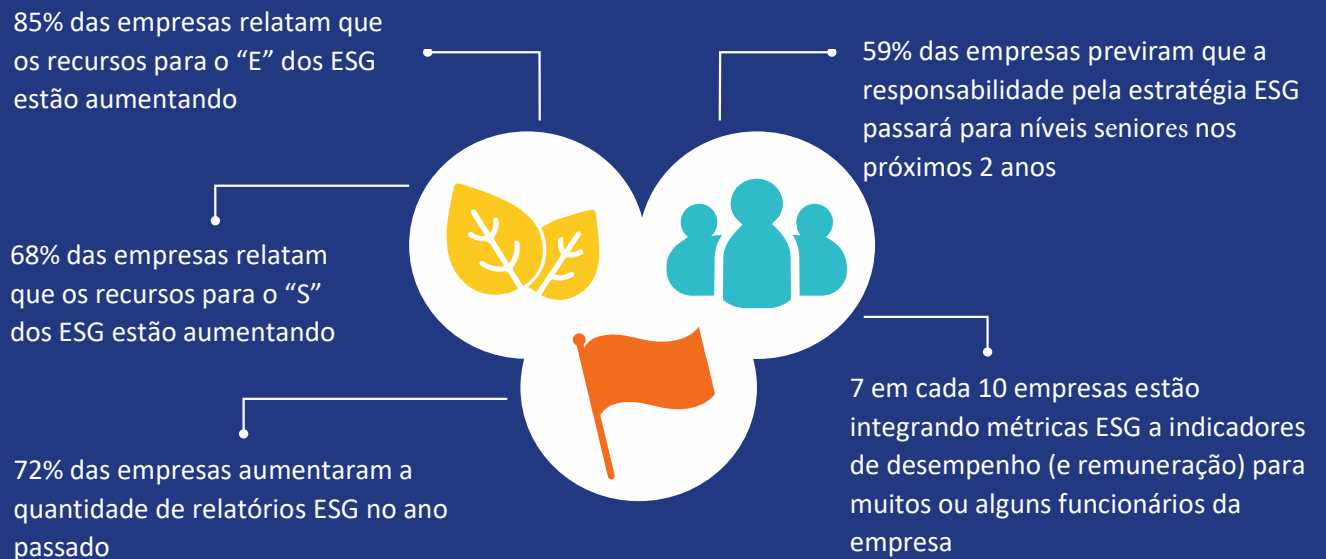 85% das empresas relatam que
os recursos para o “E” dos ESG
estão aumentando
59% das empresas previram que a
responsabilidade pela estratégia ESG
passará para níveis seniores nos
próximos 2 anos
68% das empresas relatam
que os recursos para o “S”
dos ESG estão aumentando
7 em cada 10 empresas estão
integrando métricas ESG a indicadores
de desempenho (e remuneração) para
muitos ou alguns funcionários da
empresa
72% das empresas aumentaram a
quantidade de relatórios ESG no ano
passado